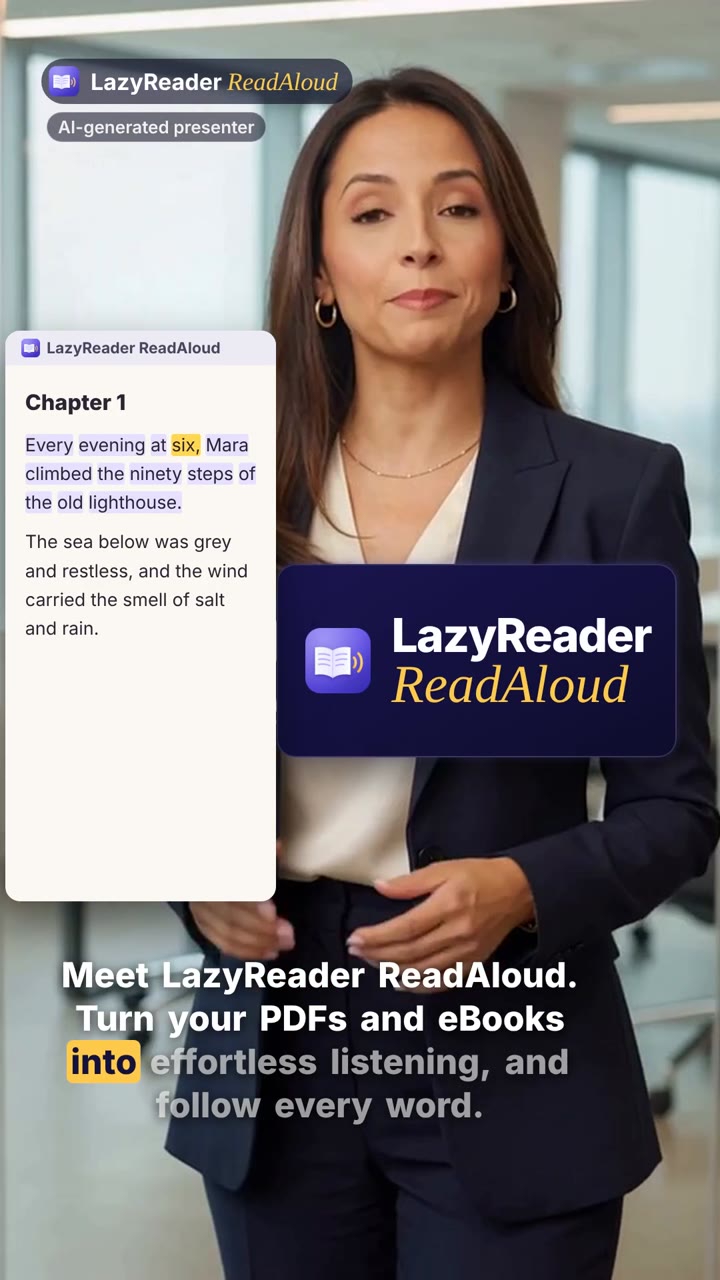 LazyReader ReadAloud
AI-generated presenter
LazyReader ReadAloud
Chapter 1
Every evening at six, Mara
climbed the ninety steps of
the old lighthouse.
The sea below was grey
and restless, and the wind
carried the smell of salt
and rain.
LazyReader
ReadAloud
Meet LazyReader ReadAloud.
Turn your PDFs and eBooks
into effortless listening, and
follow every word.